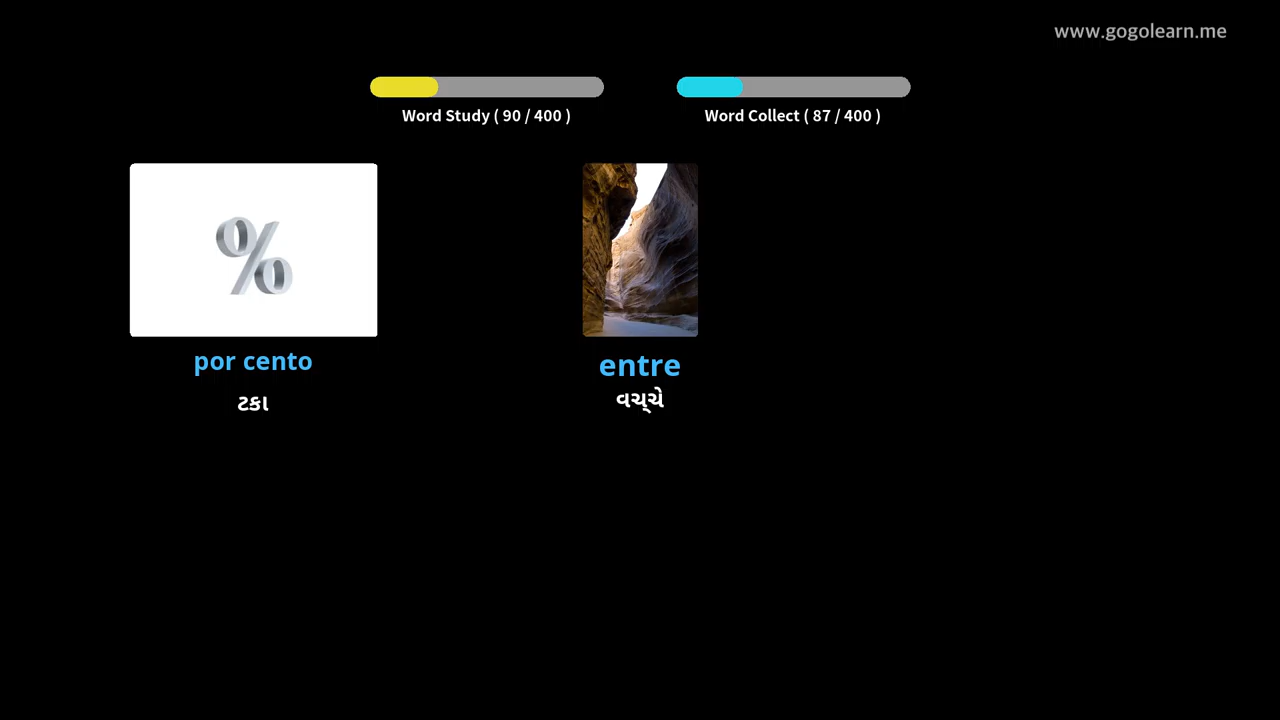 www.gogolearn.me
Word Study ( 90 / 400 )
Word Collect ( 87 / 400 )
%
por cento
ટકા
entre
વચ્ચે